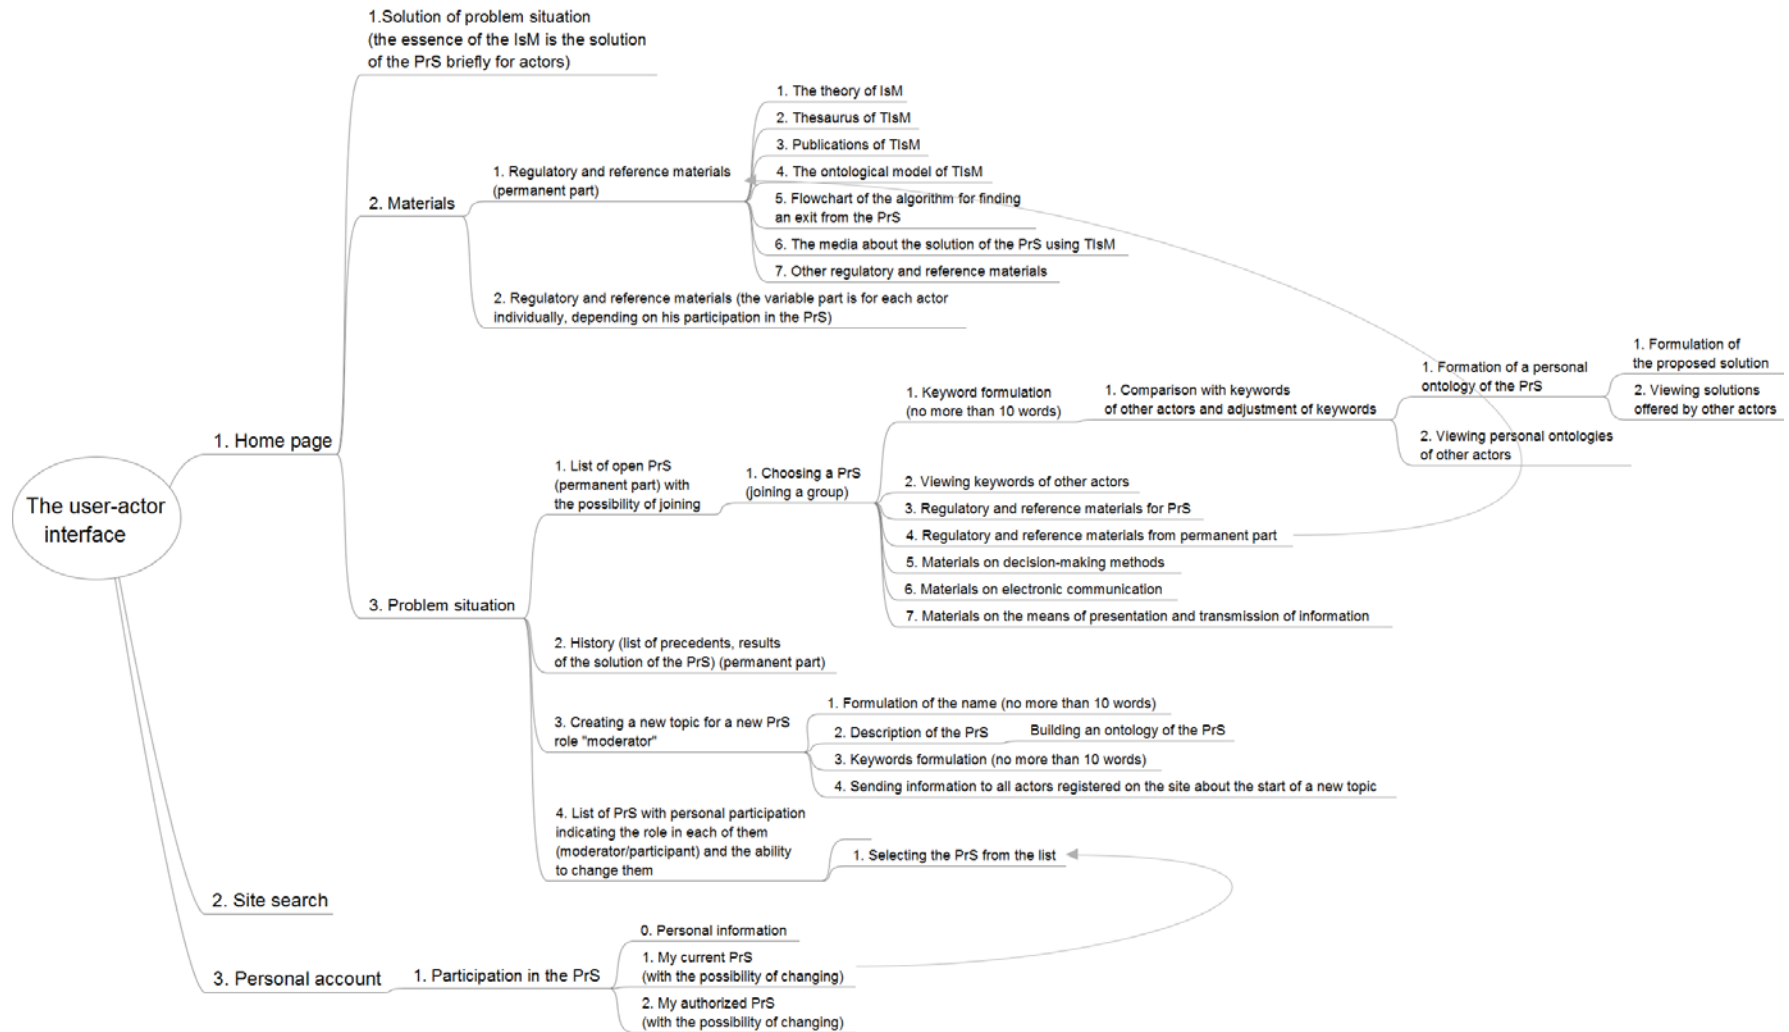 The user-actor
interface
1. Home page
1.Solution of problem situation
(the essence of the IsM is the solution
of the PrS briefly for actors)
2. Materials
1. Regulatory and reference materials
(permanent part)
1. The theory of IsM
2. Thesaurus of TIsM
3. Publications of TIsM
4. The ontological model of TIsM
5. Flowchart of the algorithm for finding
an exit from the PrS
6. The media about the solution of the PrS using TIsM
7. Other regulatory and reference materials
2. Regulatory and reference materials (the variable part is for each actor
individually, depending on his participation in the PrS)
3. Problem situation
1. List of open PrS
(permanent part) with
the possibility of joining
1. Choosing a PrS
(joining a group)
1. Keyword formulation
(no more than 10 words)
1. Comparison with keywords
of other actors and adjustment of keywords
1. Formation of a personal
ontology of the PrS
1. Formulation of
the proposed solution
2. Viewing solutions
offered by other actors
2. Viewing personal ontologies
of other actors
2. Viewing keywords of other actors
3. Regulatory and reference materials for PrS
4. Regulatory and reference materials from permanent part
5. Materials on decision-making methods
6. Materials on electronic communication
7. Materials on the means of presentation and transmission of information
2. History (list of precedents, results
of the solution of the PrS) (permanent part)
3. Creating a new topic for a new PrS
role "moderator"
1. Formulation of the name (no more than 10 words)
2. Description of the PrS
Building an ontology of the PrS
3. Keywords formulation (no more than 10 words)
4. Sending information to all actors registered on the site about the start of a new topic
4. List of PrS with personal participation
indicating the role in each of them
(moderator/participant) and the ability
to change them
1. Selecting the PrS from the list
2. Site search
3. Personal account
1. Participation in the PrS
0. Personal information
1. My current PrS
(with the possibility of changing)
2. My authorized PrS
(with the possibility of changing)